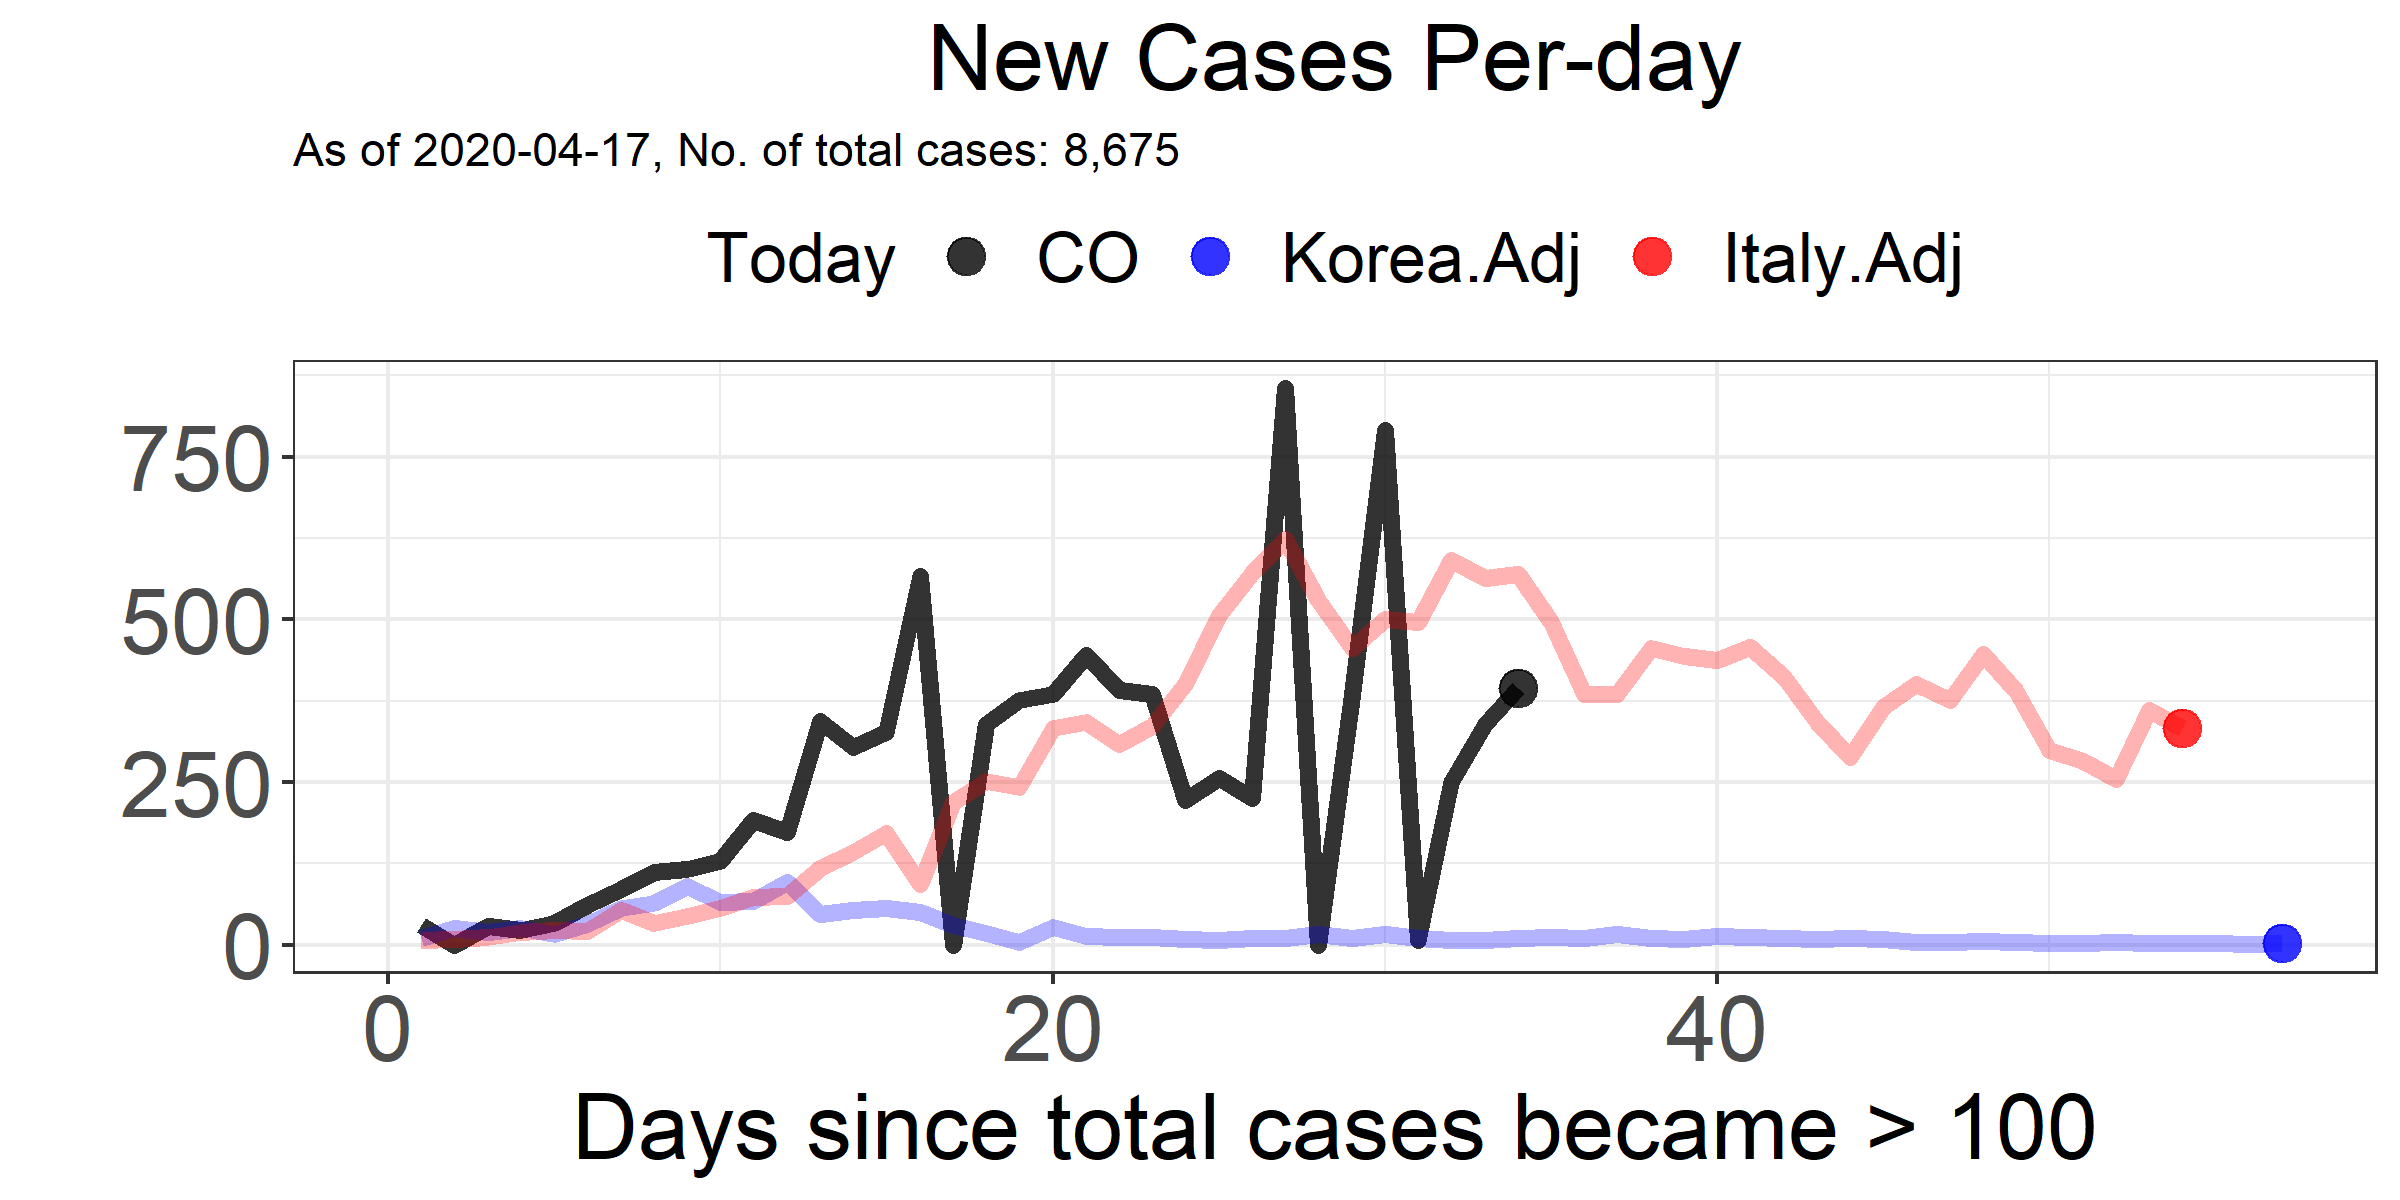 New Cases Per-day
As of 2020-04-17, No. of total cases: 8,675
Today CO Korea.Adj Italy.Adj
750
500
250
0
0 20 40
Days since total cases became > 100